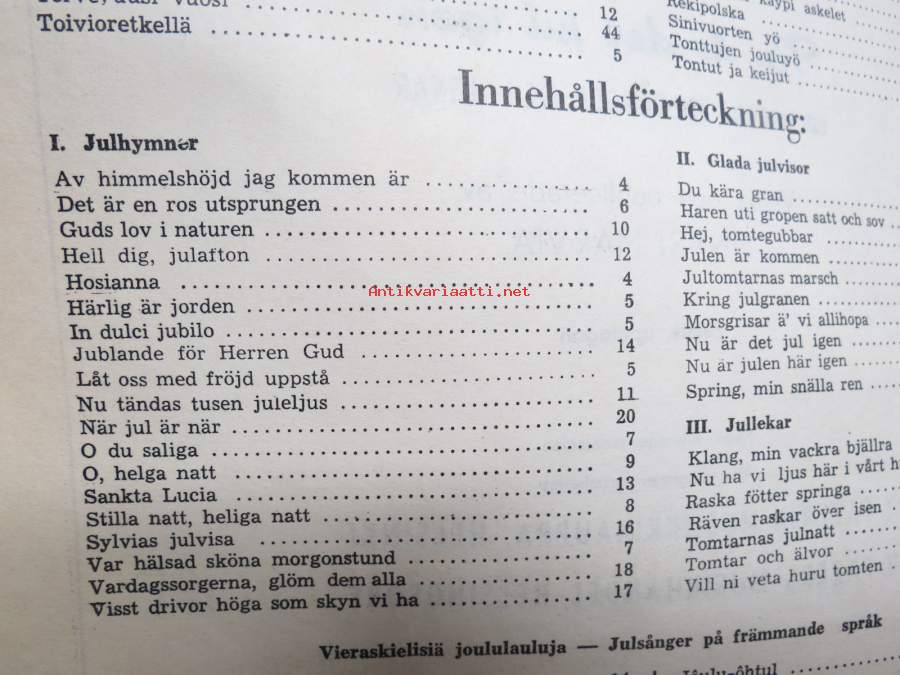 12
Toivioretkellä 44
5
käypi askelet
Rekipolska
Sinivuorten yö
Tonttujen jouluyö
Tontut ja keijut
Innehållsförteckning:
I. Julhymner
Av himmelshöjd jag kommen är 4
Det är en ros utsprungen 6
Guds lov i naturen 10
Hell dig, julafton 12
Hosianna 4
Härlig är jorden 5
In dulci jubilo 5
Jublande för Herren Gud 14
Låt oss med fröjd uppstå 5
Nu tändas tusen juleljus 11
När jul är när 20
O du saliga 7
O, helga natt 9
Sankta Lucia 13
Stilla natt, heliga natt 8
Sylvias julvisa 16
Var hälsad sköna morgonstund 7
Vardagssorgerna, glöm dem alla 18
Visst drivor höga som skyn vi ha 17
II. Glada julvisor
Du kära gran
Haren uti gropen satt och sov
Hej, tomtegubbar
Julen är kommen
Jultomtarnas marsch
Kring julgranen
Morsgrisar ä' vi allihopa
Nu är det jul igen
Nu är julen här igen
Spring, min snälla ren
III. Jullekar
Klang, min vackra bjällra
Nu ha vi ljus här i vårt h
Raska fötter springa
Räven raskar över isen
Tomtarnas julnatt
Tomtar och älvor
Vill ni veta huru tomten
Vieraskielisiä joululauluja — Julsånger på främmande språk
Antikvariaatti.net